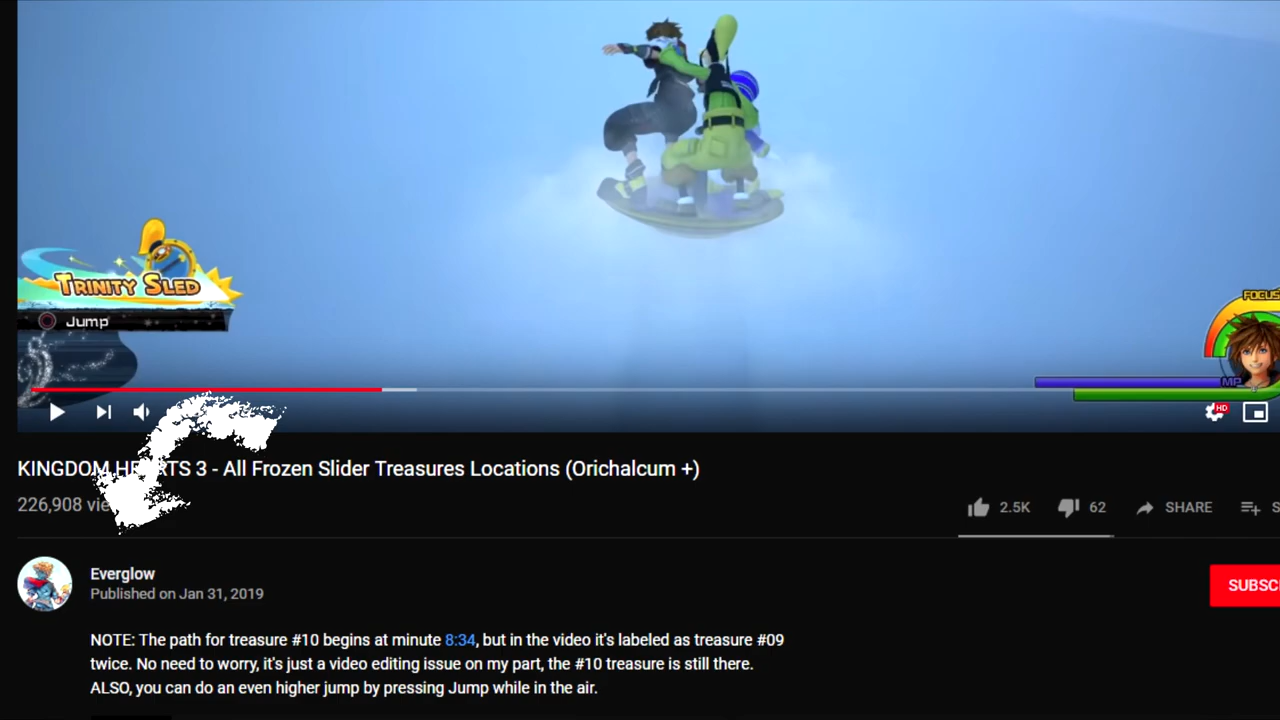 FOCUS
TRINITY SLED
Jump
MP
HD
KINGDOM HEARTS 3 - All Frozen Slider Treasures Locations (Orichalcum +)
226,908
2.5K
62
SHARE
S
Everglow
Published on Jan 31, 2019
SUBSC
NOTE: The path for treasure #10 begins at minute 8:34, but in the video it's labeled as treasure #09
twice. No need to worry, it's just a video editing issue on my part, the #10 treasure is still there.
ALSO, you can do an even higher jump by pressing Jump while in the air.